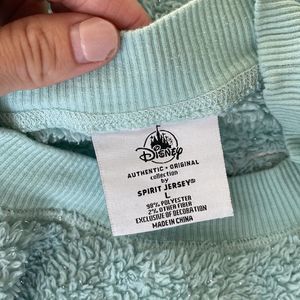 Disney
AUTHENTIC • ORIGINAL
collection
by
SPIRIT JERSEY®
L
98% POLYESTER
2% OTHER FIBER
EXCLUSIVE OF DECORATION
MADE IN CHINA